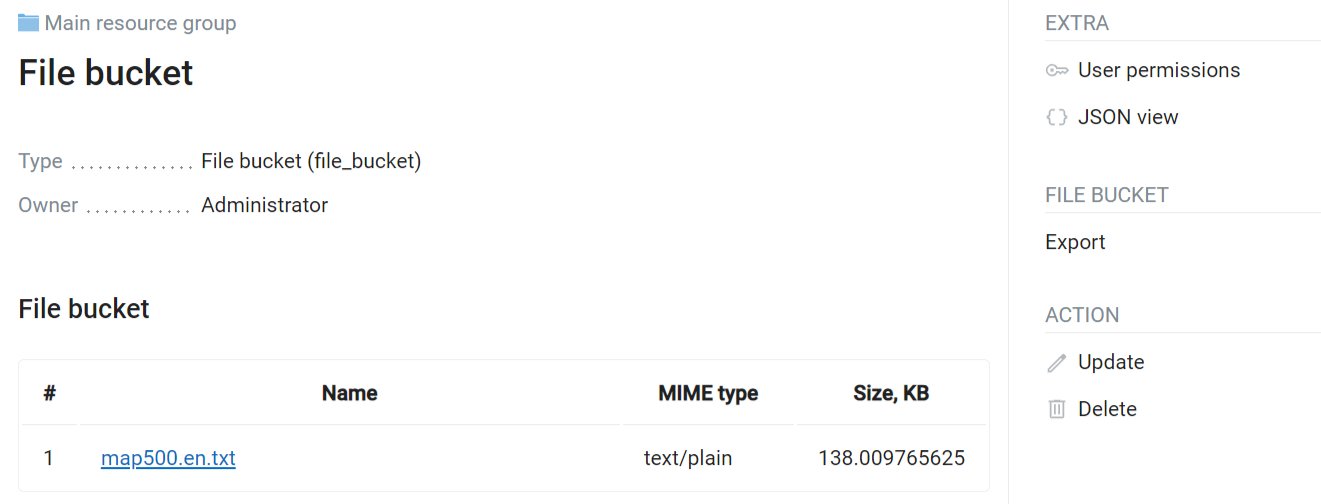 Main resource group
File bucket
Type ............. File bucket (file_bucket)
Owner ........... Administrator
File bucket
# Name MIME type Size, KB
1 map500.en.txt text/plain 138.009765625
EXTRA
User permissions
JSON view
FILE BUCKET
Export
ACTION
Update
Delete